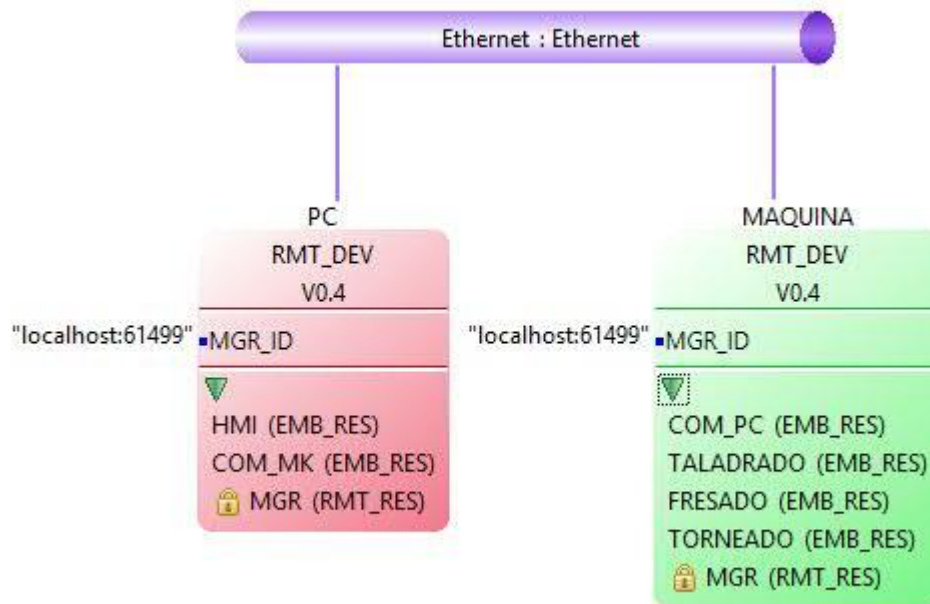 Ethernet : Ethernet
PC
RMT_DEV
V0.4
"localhost:61499"
MGR_ID
HMI (EMB_RES)
COM_MK (EMB_RES)
MGR (RMT_RES)
MAQUINA
RMT_DEV
V0.4
"localhost:61499"
MGR_ID
COM_PC (EMB_RES)
TALADRADO (EMB_RES)
FRESADO (EMB_RES)
TORNEADO (EMB_RES)
MGR (RMT_RES)